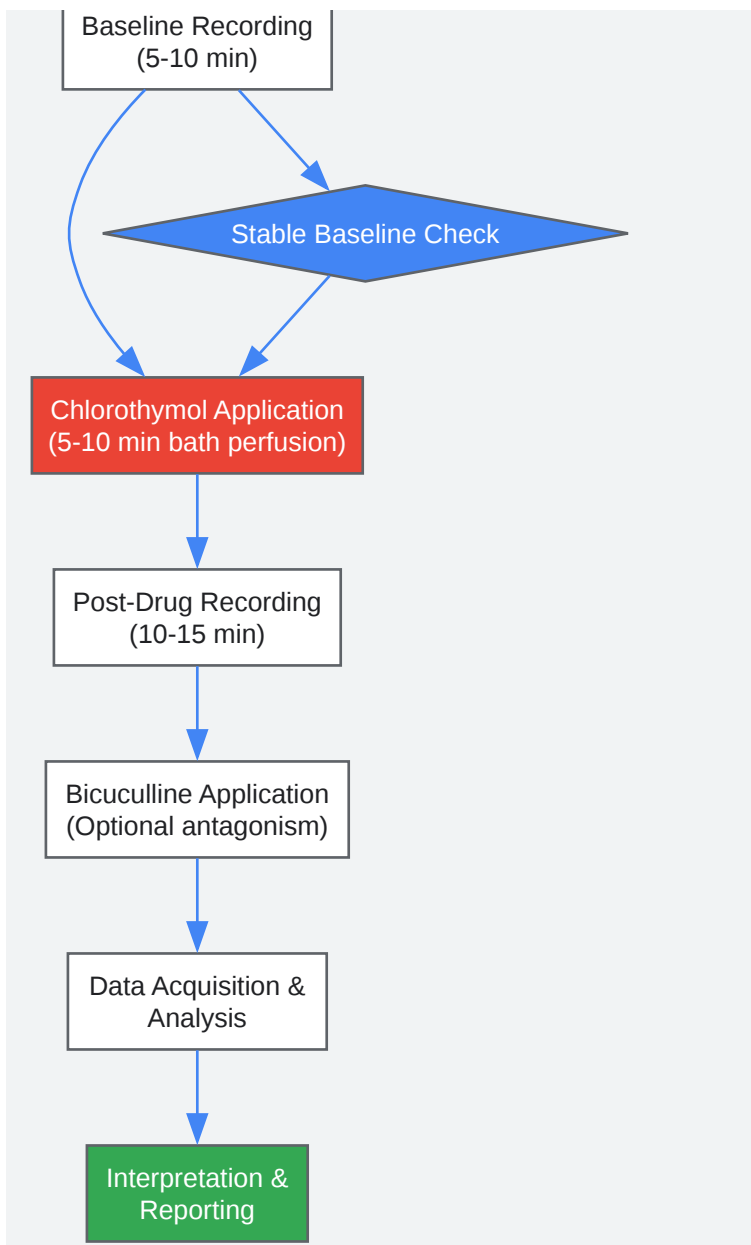 Baseline Recording
(5-10 min)
Stable Baseline Check
Chlorothymol Application
(5-10 min bath perfusion)
Post-Drug Recording
(10-15 min)
Bicuculline Application
(Optional antagonism)
Data Acquisition &
Analysis
Interpretation &
Reporting